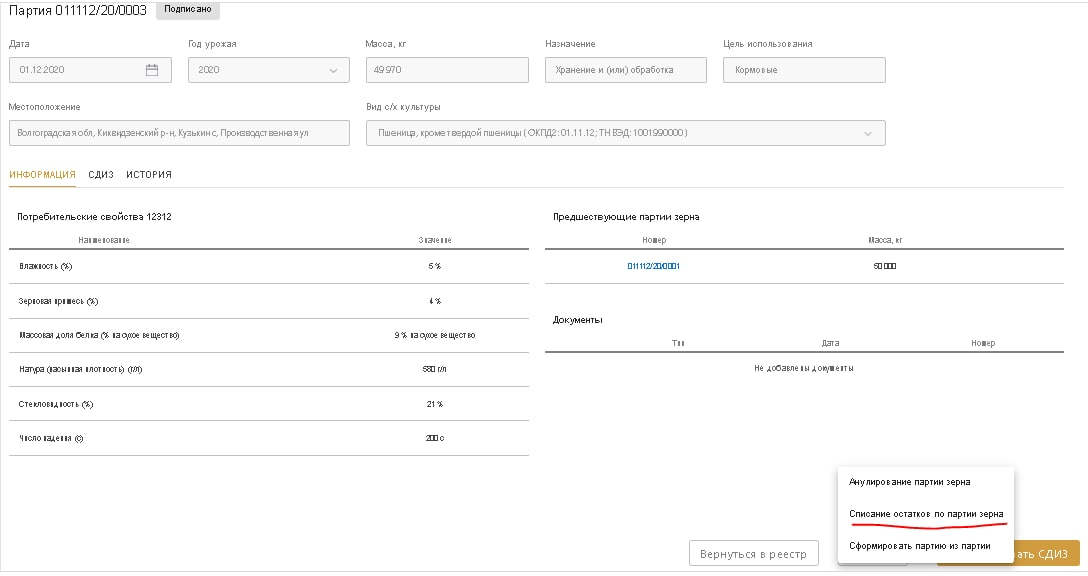 Партия 011112/20/0003 Подписано
Дата Год урожая Масса, кг Назначение Цель использования
01.12.2020 2020 49 970 Хранение и (или) обработка Кормовые
Местоположение Вид с/х культуры
Волгоградская обл, Киквидзенский р-н, Кузькин с, Производственная ул Пшеница, кроме твердой пшеницы ( ОКПД2: 01.11.12; ТН ВЭД: 1001990000 )
ИНФОРМАЦИЯ СДИЗ ИСТОРИЯ
Потребительские свойства 12312
Наименование Значение
Влажность (%) 5 %
Зерновая примесь (%) 4 %
Массовая доля белка (% на сухое вещество) 9 % на сухое вещество
Натура (насыпная плотность) (г/л) 580 г/л
Стекловидность (%) 21 %
Число падения (с) 200 с
Предшествующие партии зерна
Номер Масса, кг
011112/20/0001 50 000
Документы
Тип Дата Номер
Не добавлены документы
Анулирование партии зерна
Списание остатков по партии зерна
Сформировать партию из партии
Вернуться в реестр
ать СДИЗ